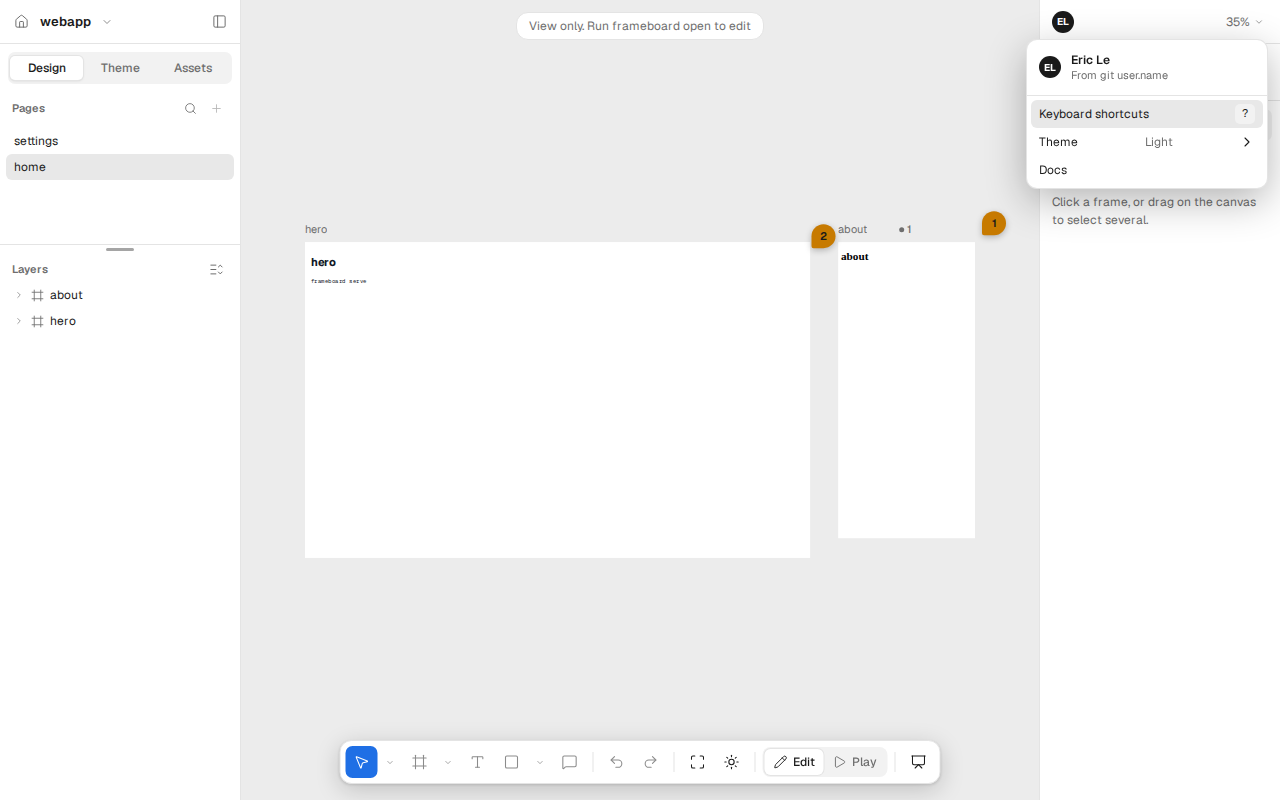 webapp
Design
Theme
Assets
Pages
settings
home
Layers
about
hero
View only. Run frameboard open to edit
hero
hero
frameboard serve
2
about
1
about
1
Edit
Play
EL
35%
EL
Eric Le
From git user.name
Keyboard shortcuts
?
Theme
Light
Docs
Click a frame, or drag on the canvas
to select several.